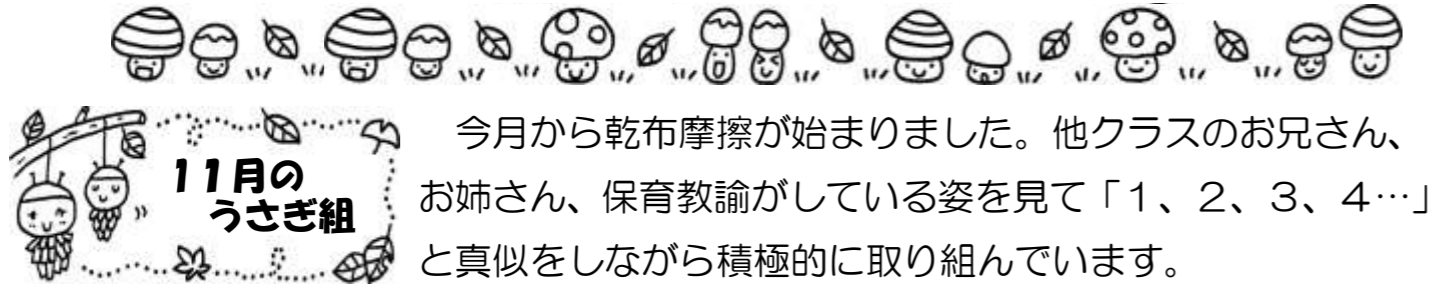 11月の
うさぎ組
今月から乾布摩擦が始まりました。他クラスのお兄さん、
お姉さん、保育教諭がしている姿を見て「１、２、３、４…」
と真似をしながら積極的に取り組んでいます。